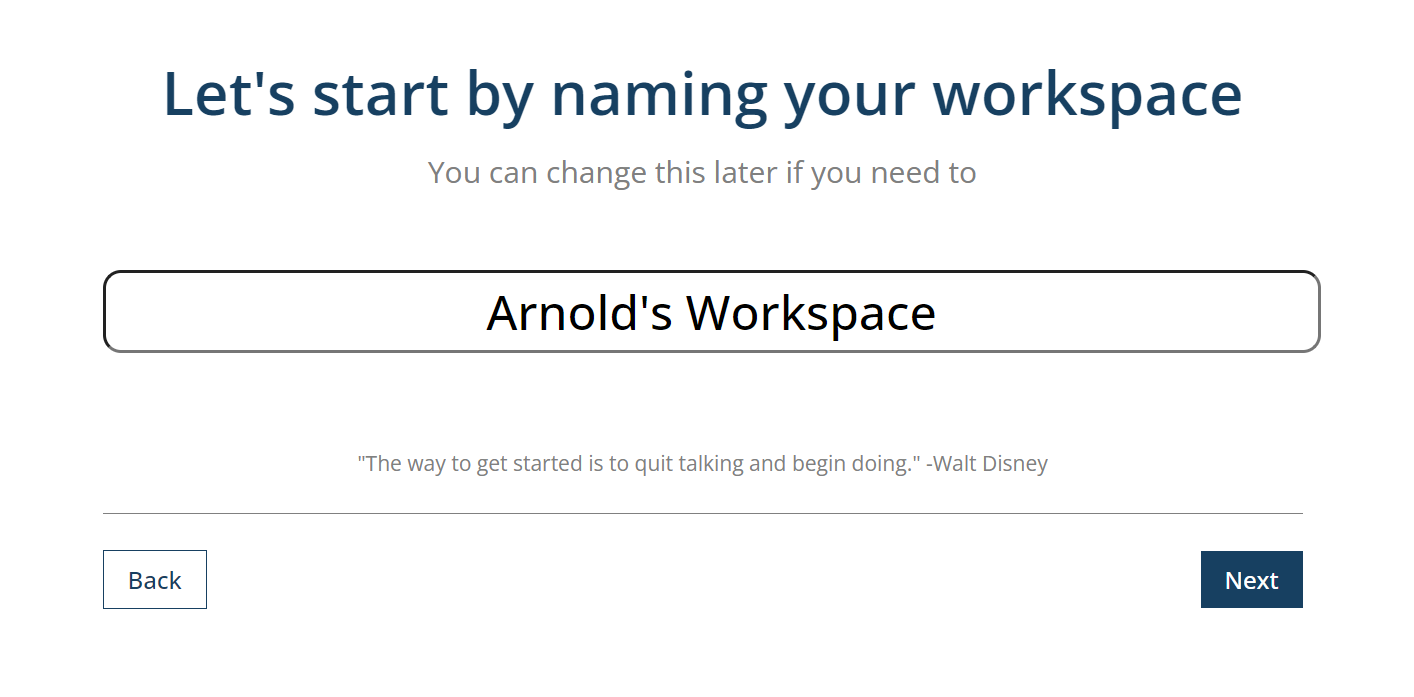 Let's start by naming your workspace
You can change this later if you need to
Arnold's Workspace
"The way to get started is to quit talking and begin doing." -Walt Disney
Back
Next